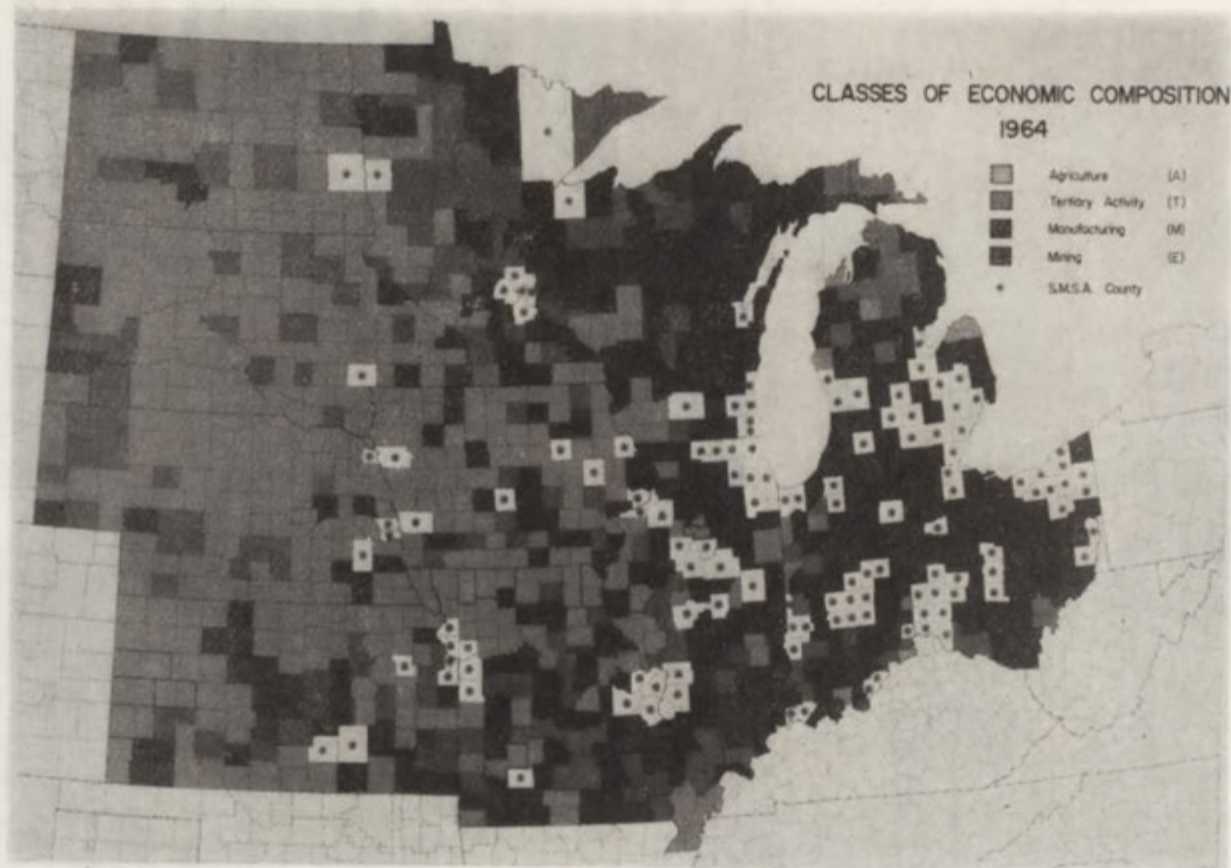 CLASSES OF ECONOMIC COMPOSITION
1964
Agriculture (A)
Tertiary Activity (T)
Manufacturing (M)
Mining (E)
S.M.S.A. County